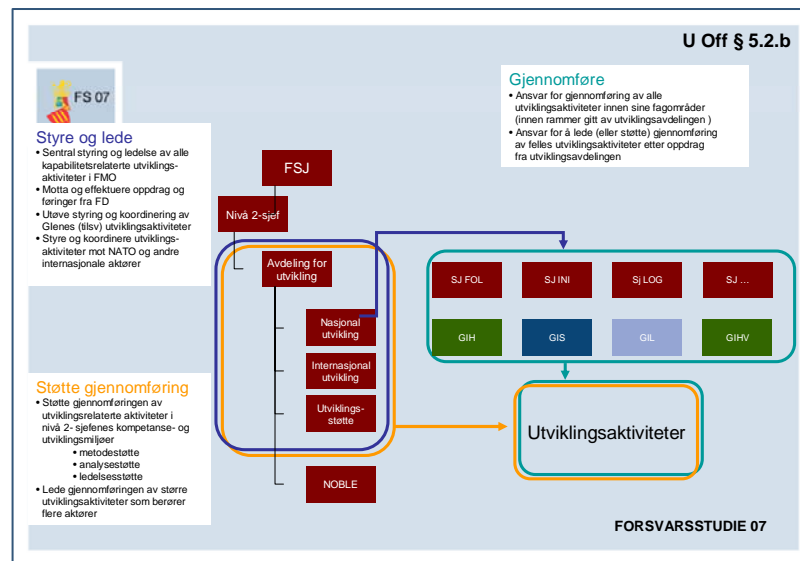 U Off § 5.2.b
FS 07
Styre og lede
• Sentral styring og ledelse av alle
kapabilitetsrelaterte utviklings-
aktiviteter i FMO
• Motta og effektuere oppdrag og
føringer fra FD
• Utøve styring og koordinering av
Glenes (tilsv) utviklingsaktiviteter
• Styre og koordinere utviklings-
aktiviteter mot NATO og andre
internasjonale aktører
Gjennomføre
• Ansvar for gjennomføring av alle
utviklingsaktiviteter innen sine fagområder
(innen rammer gitt av utviklingsavdelingen )
• Ansvar for å lede (eller støtte) gjennomføring
av felles utviklingsaktiviteter etter oppdrag
fra utviklingsavdelingen
FSJ
Nivå 2-sjef
Avdeling for
utvikling
Nasjonal
utvikling
Internasjonal
utvikling
Utviklings-
støtte
NOBLE
SJ FOL
SJ INI
Sj LOG
SJ ...
GIH
GIS
GIL
GIHV
Utviklingsaktiviteter
Støtte gjennomføring
• Støtte gjennomføringen av
utviklingsrelaterte aktiviteter i
nivå 2- sjefenes kompetanse- og
utviklingsmiljøer
• metodestøtte
• analysestøtte
• ledelsesstøtte
• Lede gjennomføringen av større
utviklingsaktiviteter som berører
flere aktører
FORSVARSSTUDIE 07